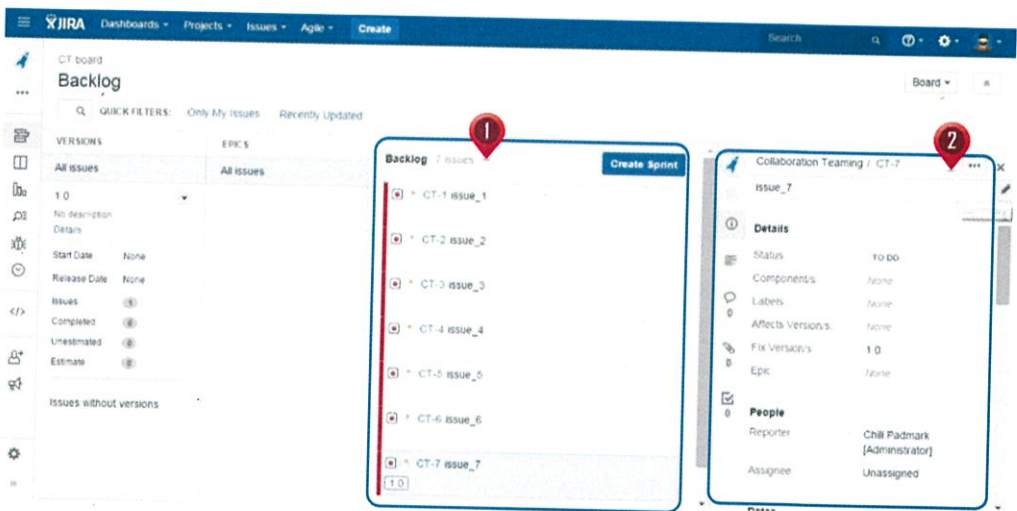 JIRA Dashboards Projects Issues Agile Create Search
CT board
Backlog
Board
QUICK FILTERS: Only My Issues Recently Updated
VERSIONS
All issues
1.0
No description
Details
Start Date None
Release Date None
Issues 1
Completed 0
Unestimated 0
Estimate 0
Issues without versions
EPICS
All issues
1
Backlog 7 issues
Create Sprint
CT-1 issue_1
CT-2 issue_2
CT-3 issue_3
CT-4 issue_4
CT-5 issue_5
CT-6 issue_6
CT-7 issue_7
1.0
2
Collaboration Teaming / CT-7
issue_7
Details
Status TO DO
Component/s None
Labels None
Affects Version/s None
Fix Version/s 1.0
Epic None
0
0
0
People
Reporter Chili Padmark
[Administrator]
Assignee Unassigned
Dates